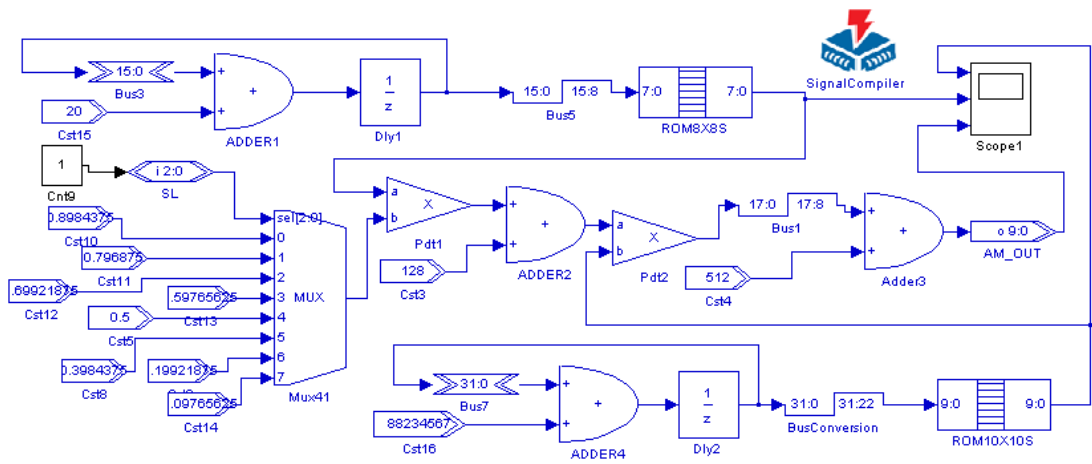 SignalCompiler
+
15:0
Bus3
20
Cst15
+
+
+
ADDER1
1
z
Dly1
15:0 15:8
Bus5
7:0 7:0
ROM8X8S
Scope1
1
Cnt9
i 2:0
SL
0.8984375
Cst10
0.796875
Cst11
.69921875
Cst12
.59765625
Cst13
0.5
Cst5
0.3984375
Cst8
.19921875
.09765625
Cst14
sel[2:0]
0
1
2
3
4
5
6
7
MUX
Mux41
a
b
X
Pdt1
128
Cst3
+
+
+
ADDER2
a
b
X
Pdt2
17:0 17:8
Bus1
512
Cst4
+
+
+
Adder3
o 9:0
AM_OUT
31:0
Bus7
88234567
Cst16
+
+
+
ADDER4
1
z
Dly2
31:0 31:22
BusConversion
9:0 9:0
ROM10X10S